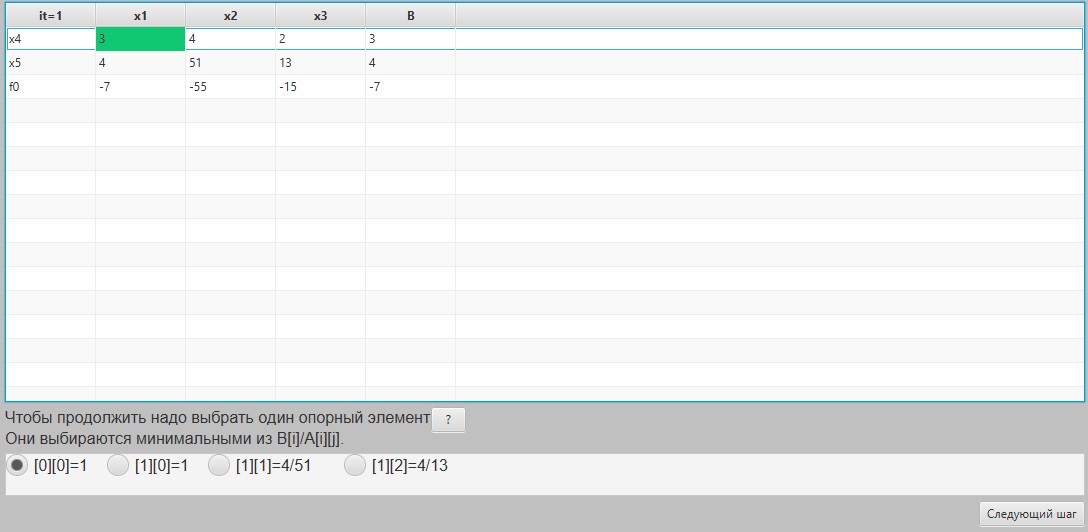 it=1 x1 x2 x3 B
x4 3 4 2 3
x5 4 51 13 4
f0 -7 -55 -15 -7
Чтобы продолжить надо выбрать один опорный элемент ?
Они выбираются минимальными из B[i]/A[i][j].
[0][0]=1 [1][0]=1 [1][1]=4/51 [1][2]=4/13
Следующий шаг